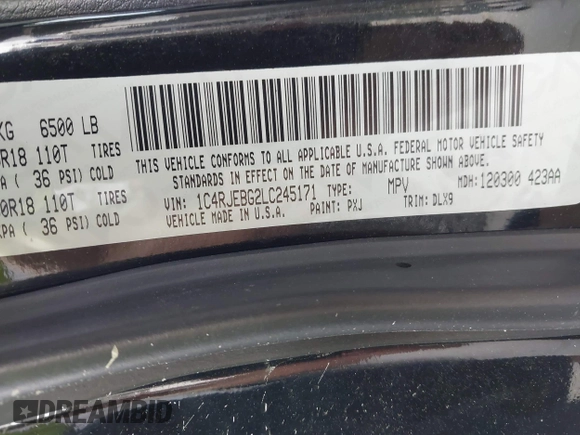 KG 6500 LB
0R18 110T TIRES
PA ( 36 PSI) COLD
0R18 110T TIRES
KPA ( 36 PSI) COLD
THIS VEHICLE CONFORMS TO ALL APPLICABLE U.S.A. FEDERAL MOTOR VEHICLE SAFETY
STANDARDS IN EFFECT ON THE DATE OF MANUFACTURE SHOWN ABOVE.
MDH: 120300 423AA
VIN: 1C4RJEBG2LC245171 TYPE: MPV
VEHICLE MADE IN U.S.A. PAINT: PXJ TRIM: DLX9
DREAMBID